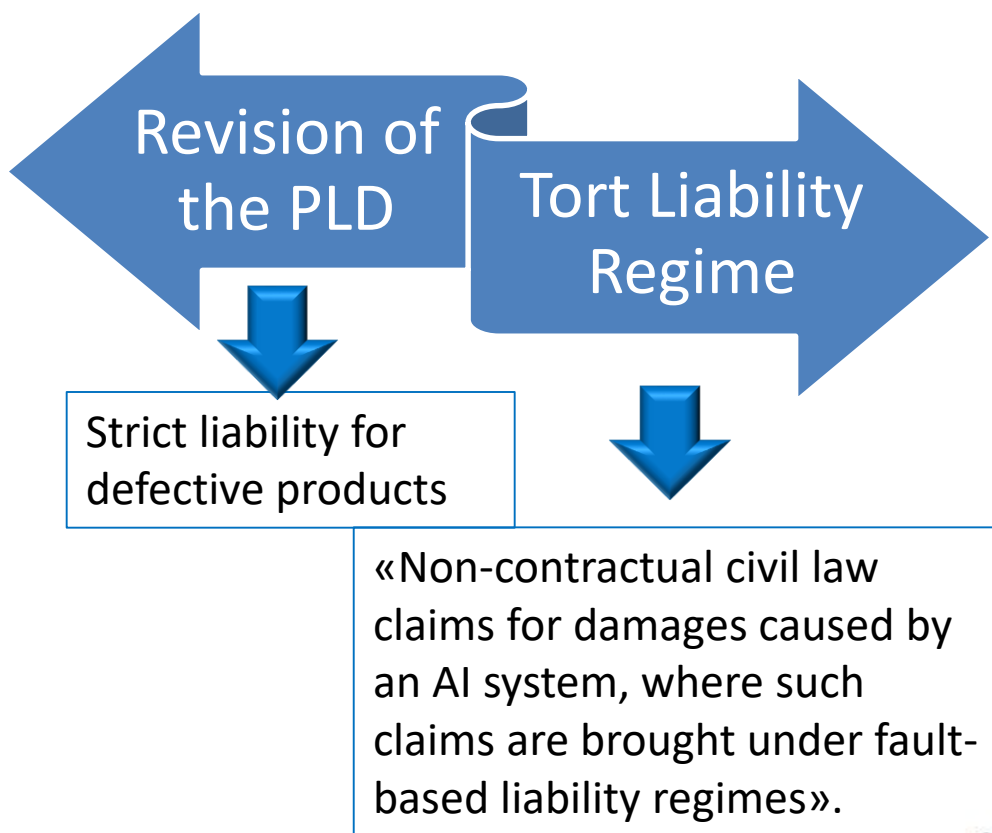 Revision of
the PLD
Tort Liability
Regime
Strict liability for
defective products
«Non-contractual civil law
claims for damages caused by
an AI system, where such
claims are brought under fault-
based liability regimes».